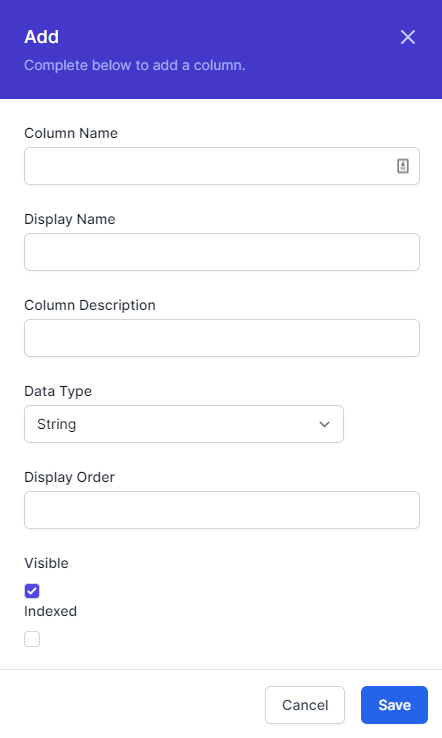 Add
Complete below to add a column.
Column Name
Display Name
Column Description
Data Type
String
Display Order
Visible
Indexed
Cancel
Save